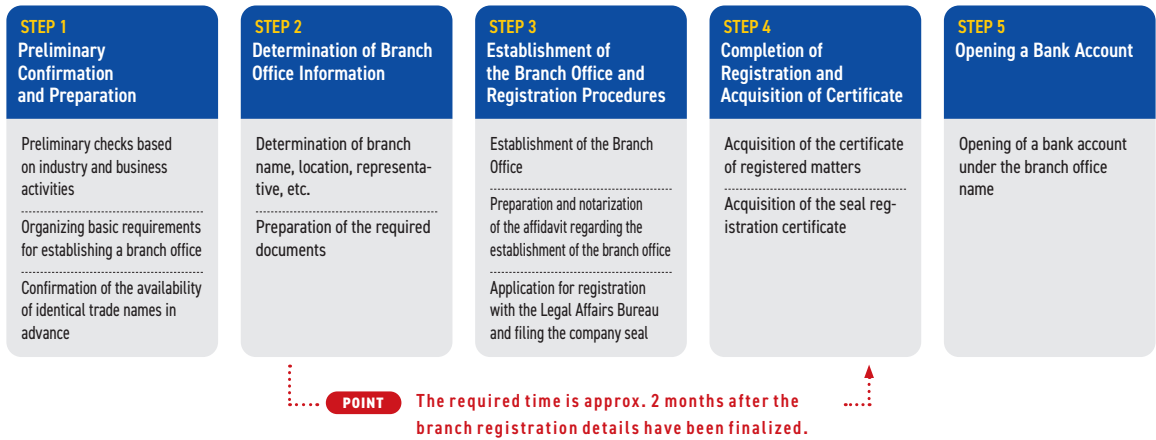 STEP 1
Preliminary
Confirmation
and Preparation
Preliminary checks based
on industry and business
activities
Organizing basic requirements
for establishing a branch office
Confirmation of the availability
of identical trade names in
advance
STEP 2
Determination of Branch
Office Information
Determination of branch
name, location, representa-
tive, etc.
Preparation of the required
documents
STEP 3
Establishment of
the Branch Office and
Registration Procedures
Establishment of the Branch
Office
Preparation and notarization
of the affidavit regarding the
establishment of the branch office
Application for registration
with the Legal Affairs Bureau
and filing the company seal
STEP 4
Completion of
Registration and
Acquisition of Certificate
Acquisition of the certificate
of registered matters
Acquisition of the seal reg-
istration certificate
STEP 5
Opening a Bank Account
Opening of a bank account
under the branch office
name
POINT
The required time is approx. 2 months after the
branch registration details have been finalized.